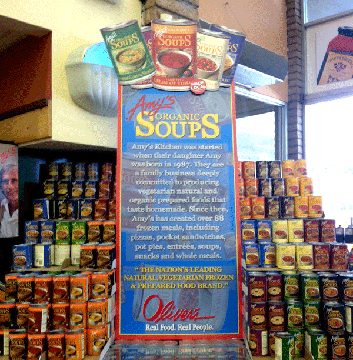 ORGANIC
SOUPS
Amy's
ORGANIC
SOUPS
Amy's Kitchen was started
when their daughter Amy
was born in 1987. They are
a family business deeply
committed to producing
vegetarian natural and
organic prepared foods that
taste homemade. Since then,
Amy's has created over 88
frozen meals, including
pizzas, pocket sandwiches,
pot pies, entrées, soups,
snacks and whole meals.
"THE NATION'S LEADING
NATURAL VEGETARIAN FROZEN
& PREPARED FOOD BRAND."
Oliver's
Real Food. Real People.